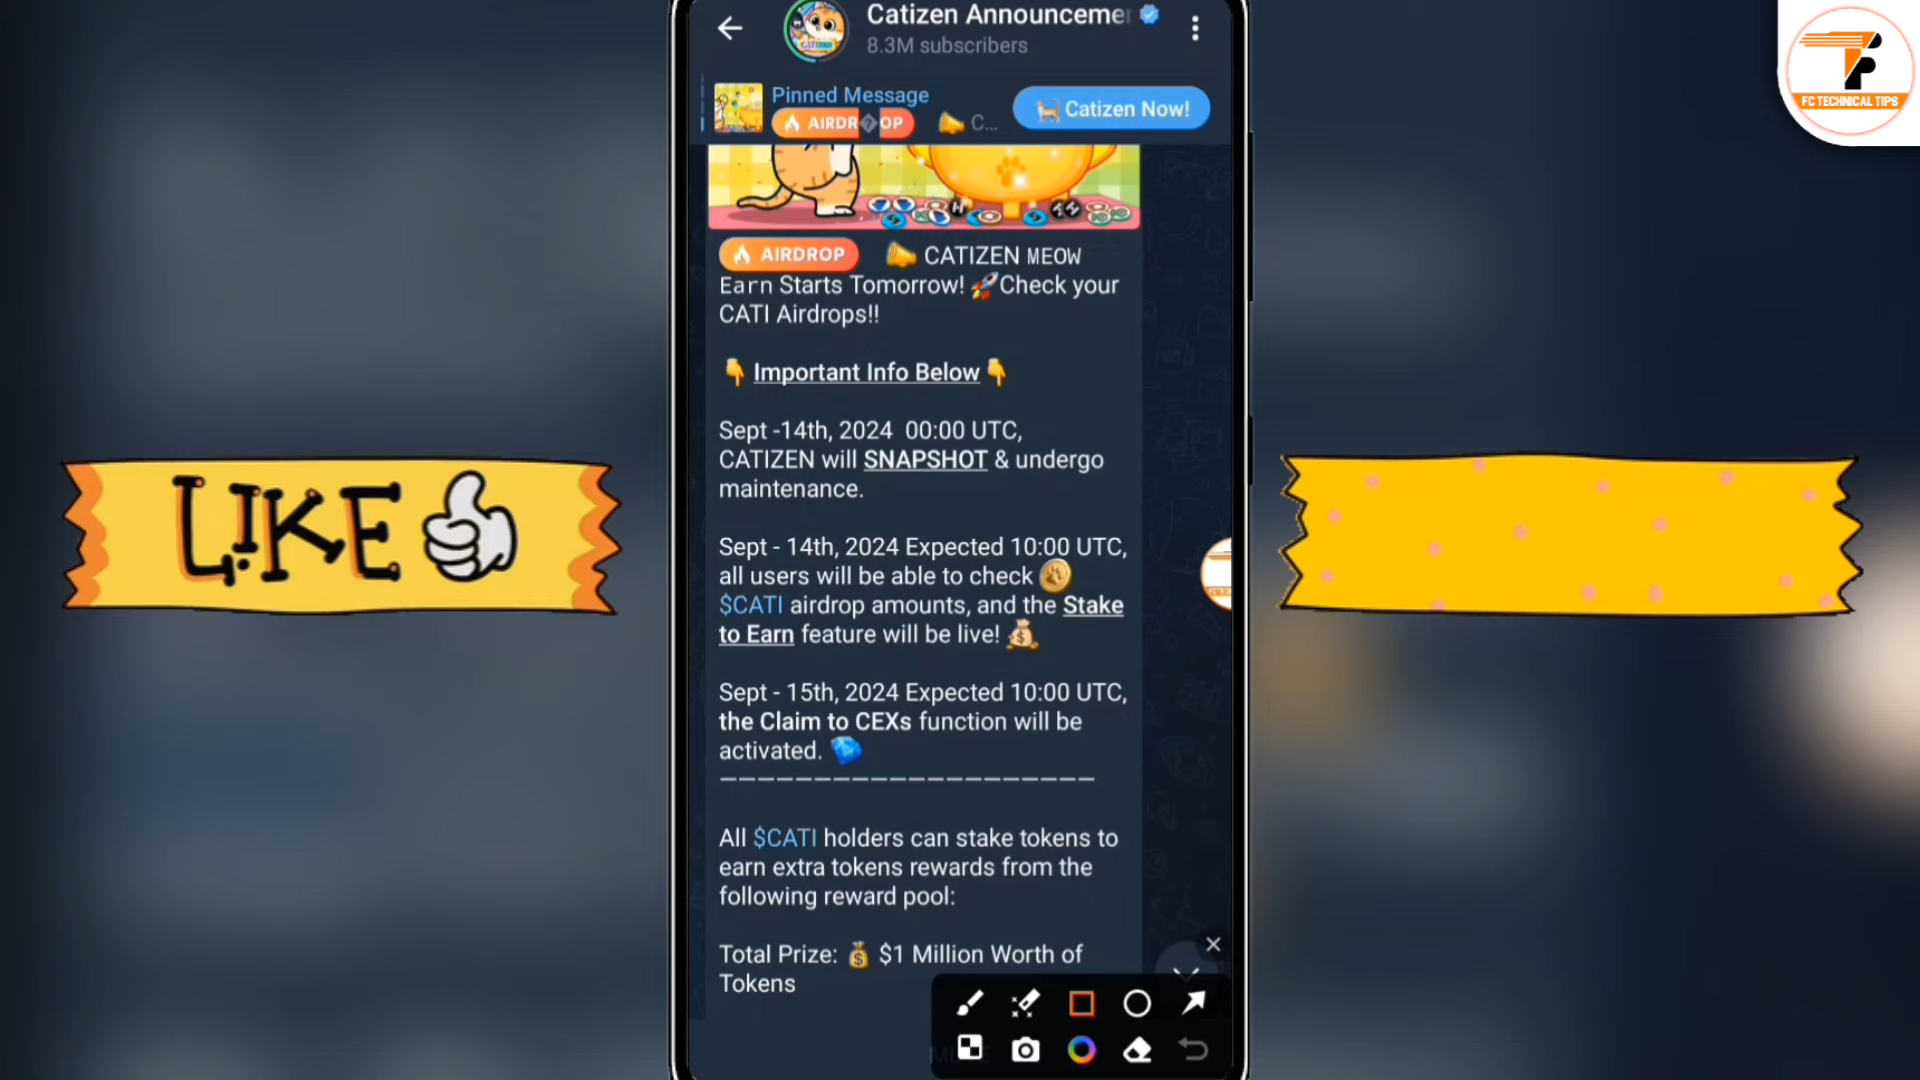 Catizen Announcemer
8.3M subscribers
Pinned Message
AIRDR�OP C...
Catizen Now!
AIRDROP CATIZEN MEOW
Earn Starts Tomorrow! Check your
CATI Airdrops!!
Important Info Below
Sept -14th, 2024 00:00 UTC,
CATIZEN will SNAPSHOT & undergo
maintenance.
Sept - 14th, 2024 Expected 10:00 UTC,
all users will be able to check
$CATI airdrop amounts, and the Stake
to Earn feature will be live!
Sept - 15th, 2024 Expected 10:00 UTC,
the Claim to CEXs function will be
activated.
--------------------
All $CATI holders can stake tokens to
earn extra tokens rewards from the
following reward pool:
Total Prize: $1 Million Worth of
Tokens
LIKE
FC TECHNICAL TIPS